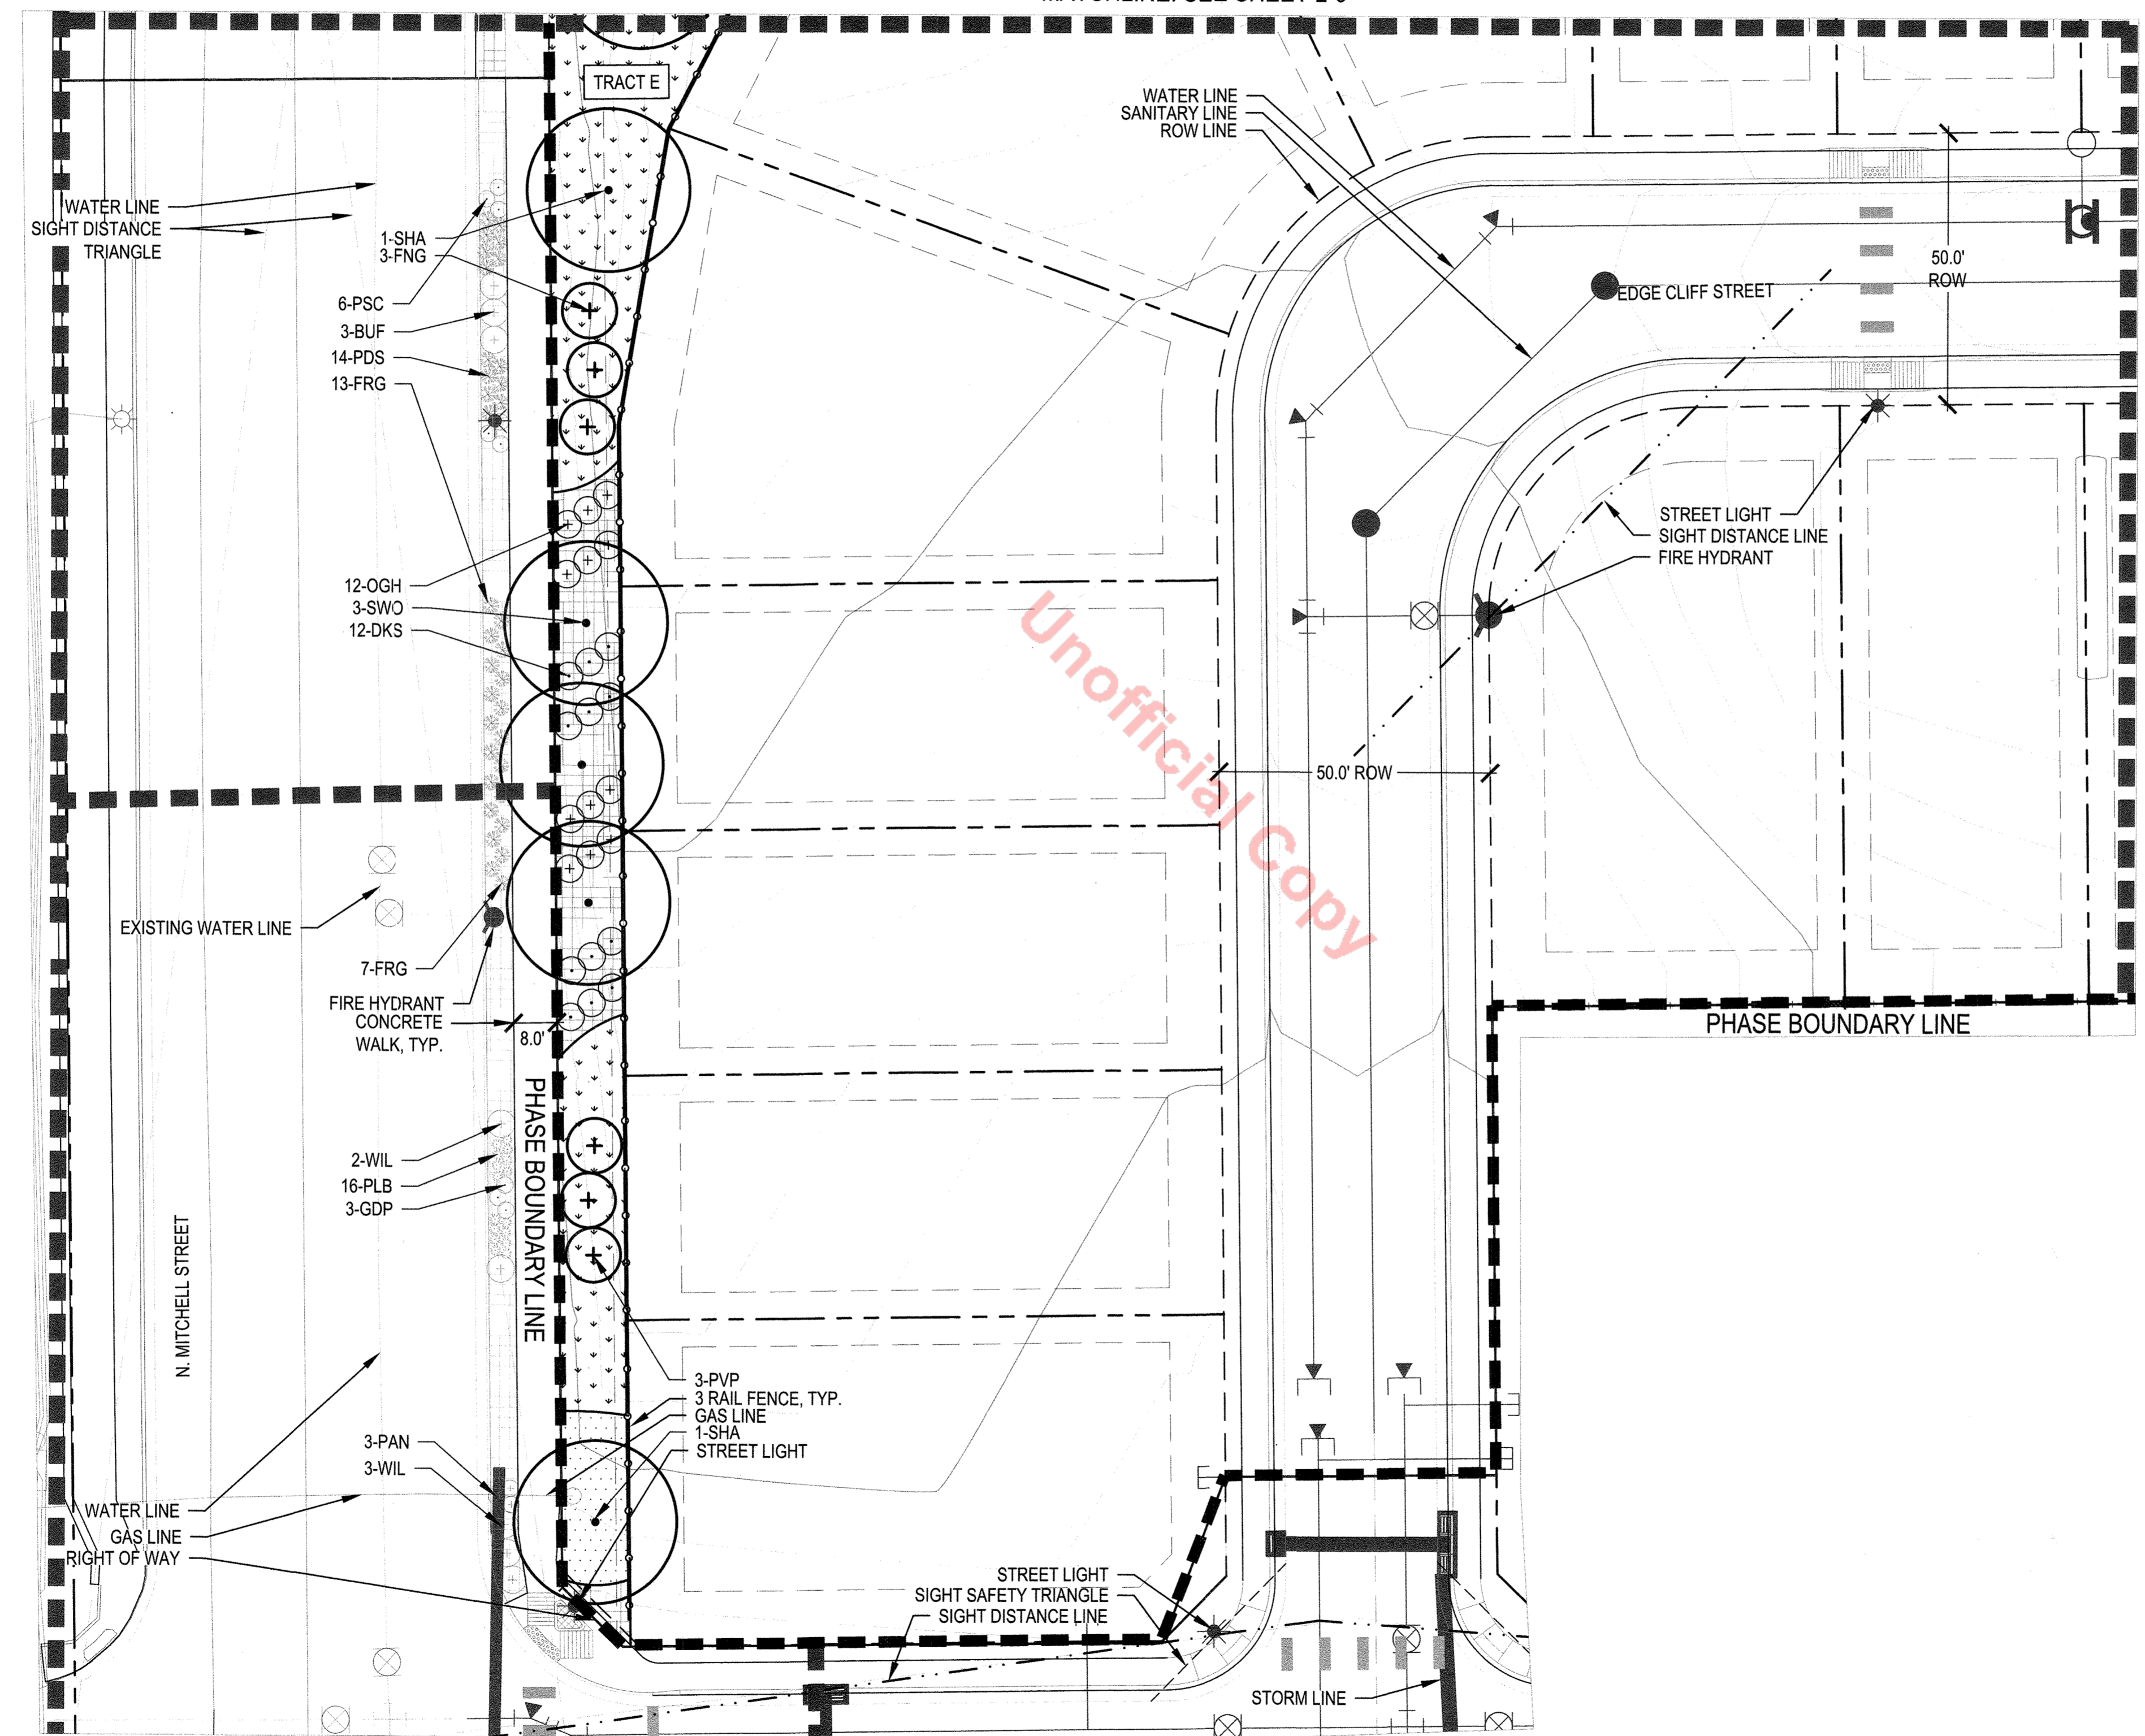 TRACT E
WATER LINE
SANITARY LINE
ROW LINE
WATER LINE
SIGHT DISTANCE
TRIANGLE
1-SHA
3-FNG
6-PSC
3-BUF
14-PDS
13-FRG
50.0'
ROW
EDGE CLIFF STREET
STREET LIGHT
SIGHT DISTANCE LINE
FIRE HYDRANT
12-OGH
3-SWO
12-DKS
Unofficial Copy
50.0' ROW
EXISTING WATER LINE
7-FRG
FIRE HYDRANT
CONCRETE
WALK, TYP.
8.0'
PHASE BOUNDARY LINE
PHASE BOUNDARY LINE
2-WIL
16-PLB
3-GDP
N. MITCHELL STREET
3-PVP
3 RAIL FENCE, TYP.
GAS LINE
1-SHA
STREET LIGHT
3-PAN
3-WIL
WATER LINE
GAS LINE
RIGHT OF WAY
STREET LIGHT
SIGHT SAFETY TRIANGLE
SIGHT DISTANCE LINE
STORM LINE